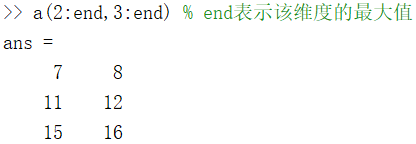 >> a(2:end,3:end) % end表示该维度的最大值
ans =
7 8
11 12
15 16